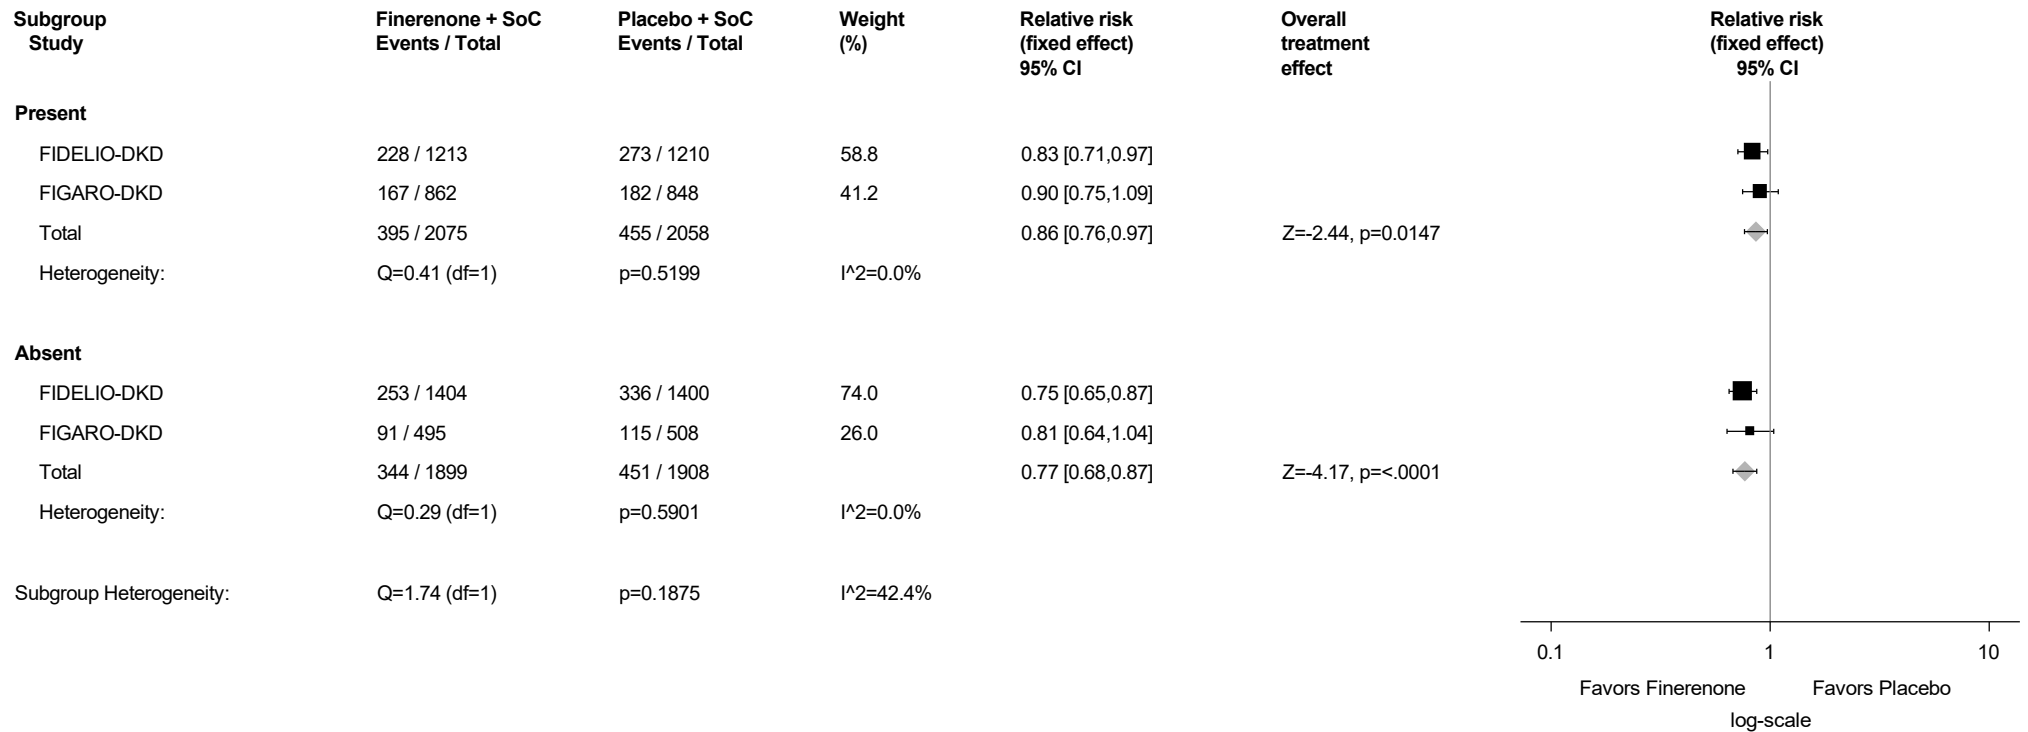 Subgroup Finerenone + SoC Placebo + SoC Weight Relative risk Overall Relative risk
Study Events / Total Events / Total (%) (fixed effect) treatment (fixed effect)
95% CI effect 95% CI
Present
FIDELIO-DKD 228 / 1213 273 / 1210 58.8 0.83 [0.71,0.97]
FIGARO-DKD 167 / 862 182 / 848 41.2 0.90 [0.75,1.09]
Total 395 / 2075 455 / 2058 0.86 [0.76,0.97] Z=-2.44, p=0.0147
Heterogeneity: Q=0.41 (df=1) p=0.5199 I^2=0.0%
Absent
FIDELIO-DKD 253 / 1404 336 / 1400 74.0 0.75 [0.65,0.87]
FIGARO-DKD 91 / 495 115 / 508 26.0 0.81 [0.64,1.04]
Total 344 / 1899 451 / 1908 0.77 [0.68,0.87] Z=-4.17, p=<.0001
Heterogeneity: Q=0.29 (df=1) p=0.5901 I^2=0.0%
Subgroup Heterogeneity: Q=1.74 (df=1) p=0.1875 I^2=42.4%
0.1 1 10
Favors Finerenone Favors Placebo
log-scale